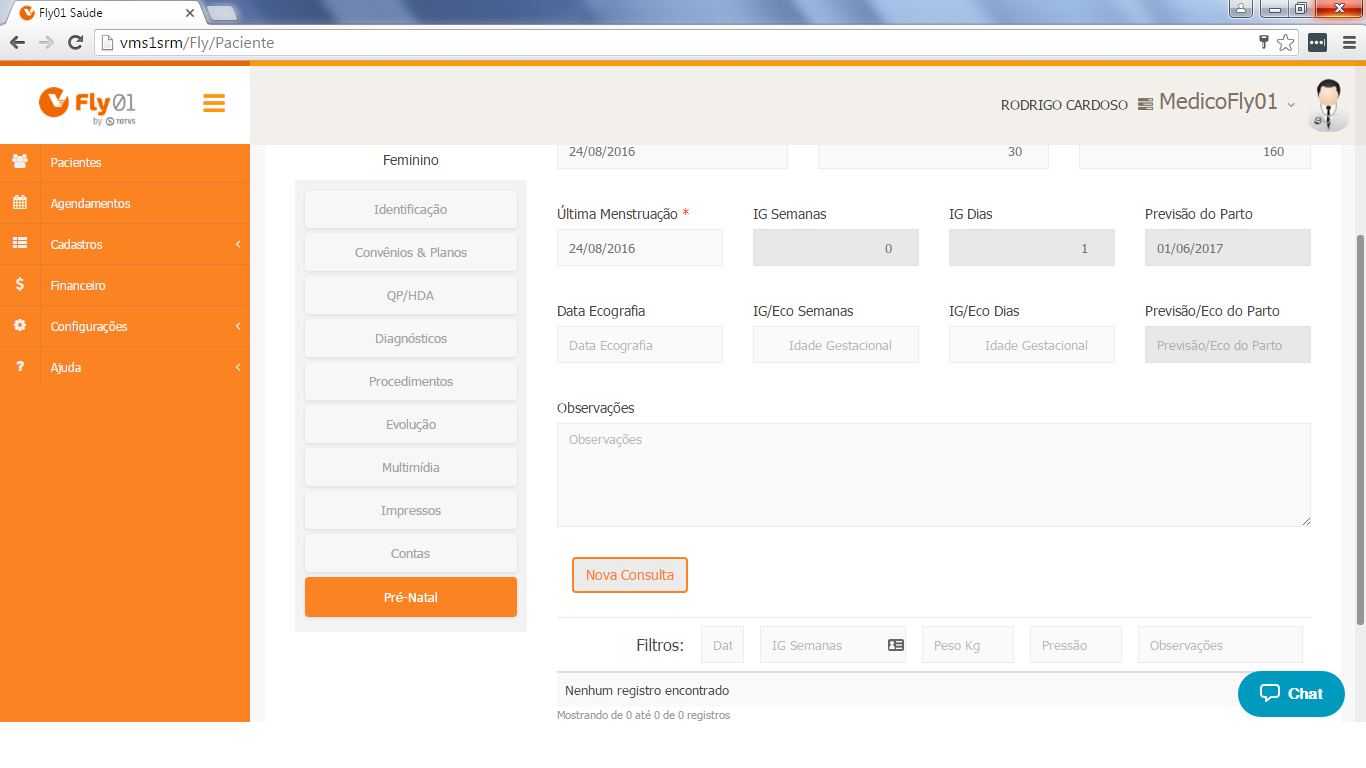 Fly01 Saúde
vms1srm/Fly/Paciente
Fly01
by TOTVS
RODRIGO CARDOSO MedicoFly01
Pacientes
Agendamentos
Cadastros
Financeiro
Configurações
Ajuda
Feminino
Identificação
Convênios & Planos
QP/HDA
Diagnósticos
Procedimentos
Evolução
Multimídia
Impressos
Contas
Pré-Natal
24/08/2016 30 160
Última Menstruação * IG Semanas IG Dias Previsão do Parto
24/08/2016 0 1 01/06/2017
Data Ecografia IG/Eco Semanas IG/Eco Dias Previsão/Eco do Parto
Data Ecografia Idade Gestacional Idade Gestacional Previsão/Eco do Parto
Observações
Observações
Nova Consulta
Filtros: Dat IG Semanas Peso Kg Pressão Observações
Nenhum registro encontrado
Mostrando de 0 até 0 de 0 registros
Chat